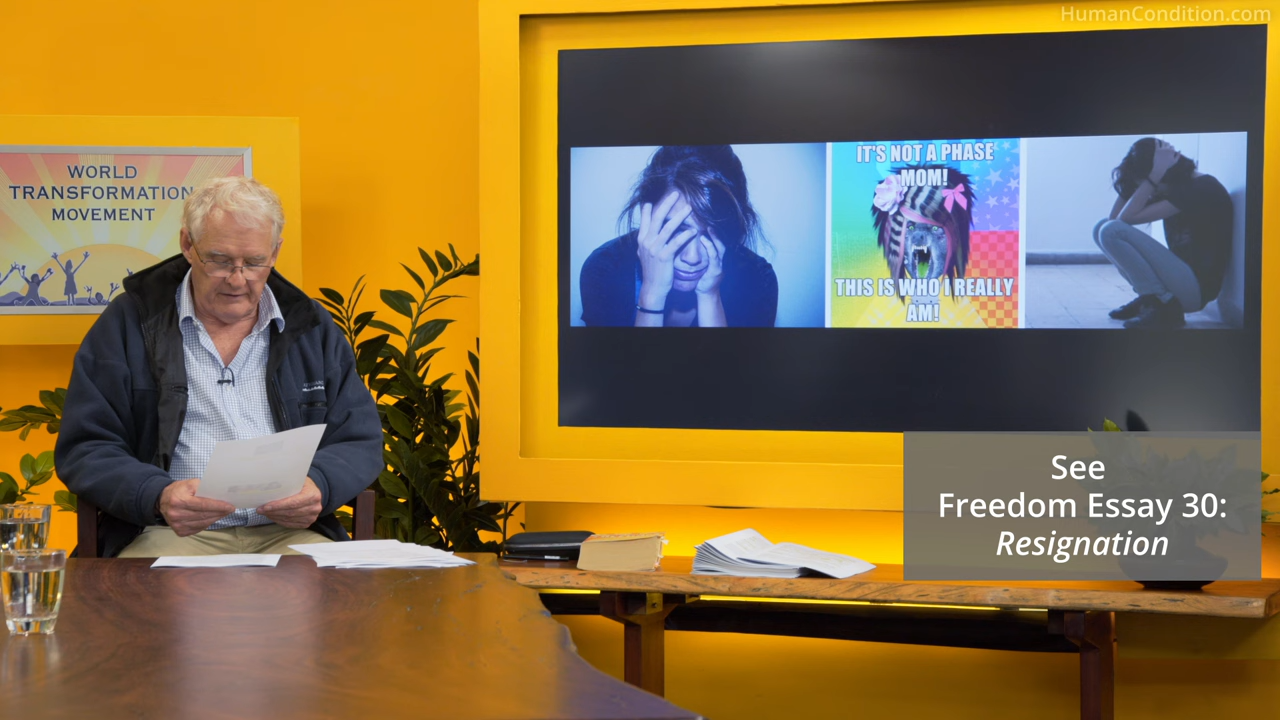 HumanCondition.com
WORLD
TRANSFORMATION
MOVEMENT
IT'S NOT A PHASE
MOM!
THIS IS WHO I REALLY
AM!
See
Freedom Essay 30:
Resignation